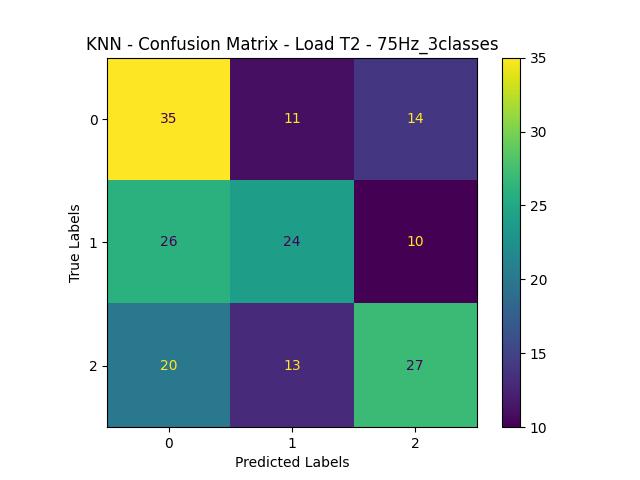 KNN - Confusion Matrix - Load T2 - 75Hz_3classes
35
0 35 11 14
30
25
True Labels
1 26 24 10
20
2 20 13 27
15
10
0 1 2
Predicted Labels